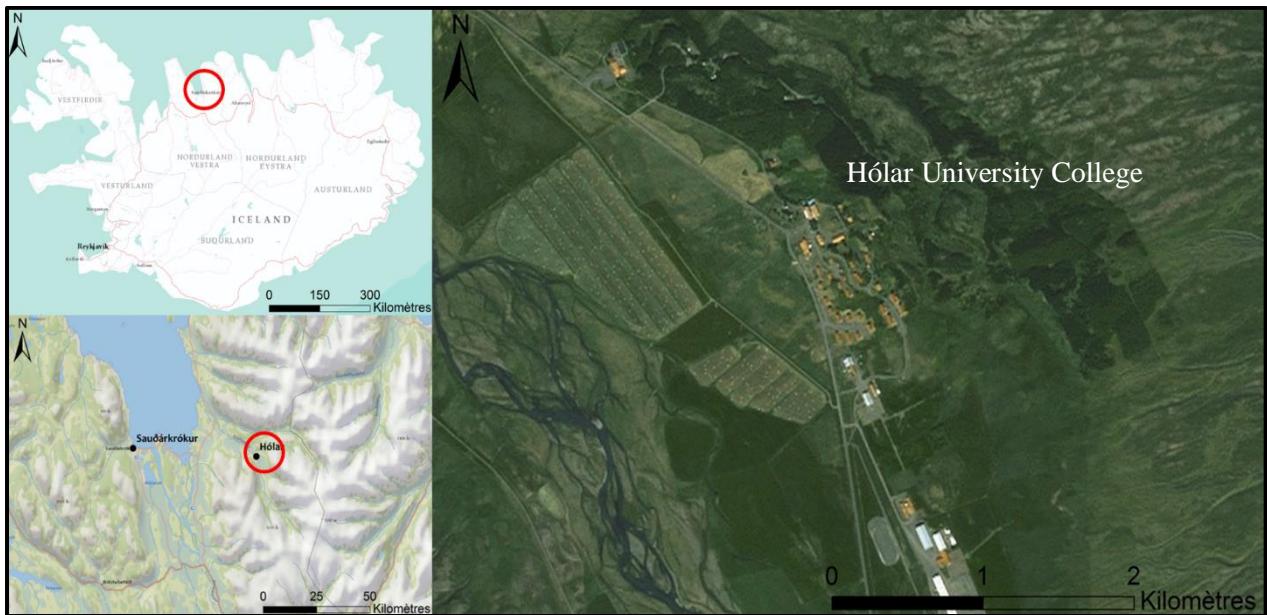 N
VESTFIRÐIR
NORÐURLAND
VESTRA
NORÐURLAND
EYSTRA
VESTURLAND
AUSTURLAND
ICELAND
SUÐURLAND
Reykjavík
0 150 300
Kilomètres
N
Sauðárkrókur
Hólar
0 25 50
Kilomètres
N
Hólar University College
0 1 2
Kilomètres